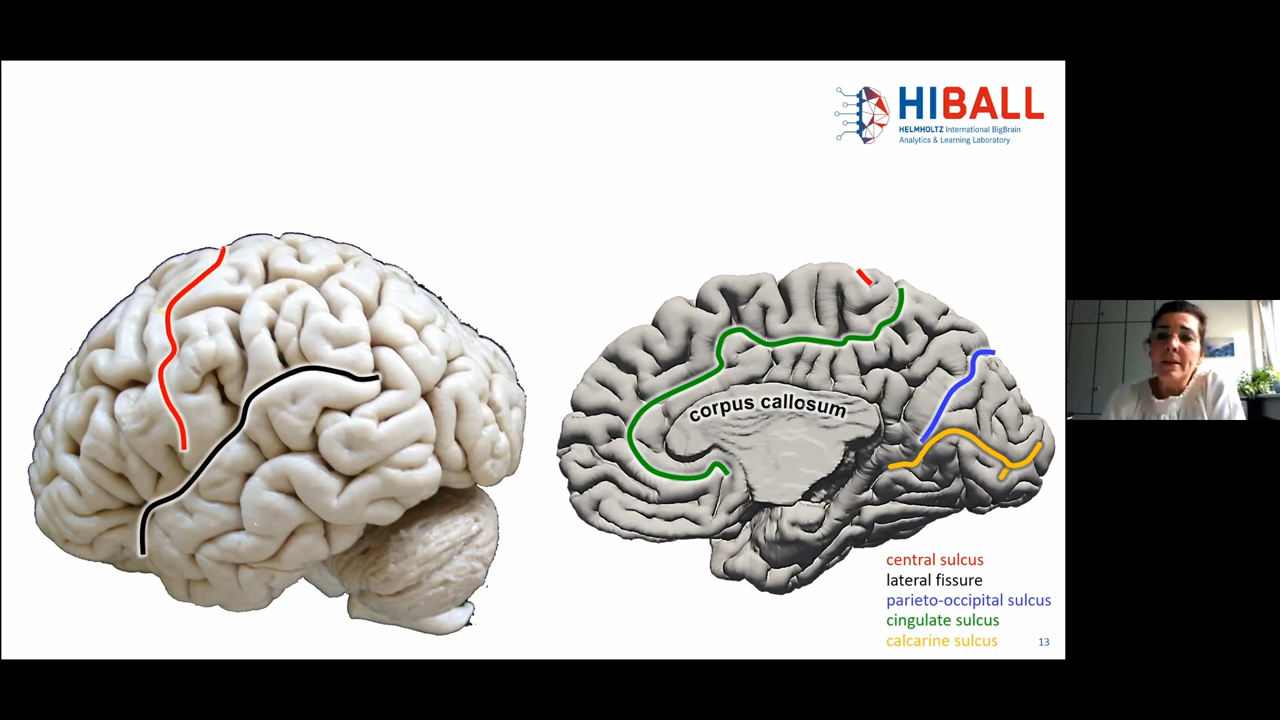 HIBALL
HELMHOLTZ International BigBrain
Analytics & Learning Laboratory
corpus callosum
central sulcus
lateral fissure
parieto-occipital sulcus
cingulate sulcus
calcarine sulcus
13